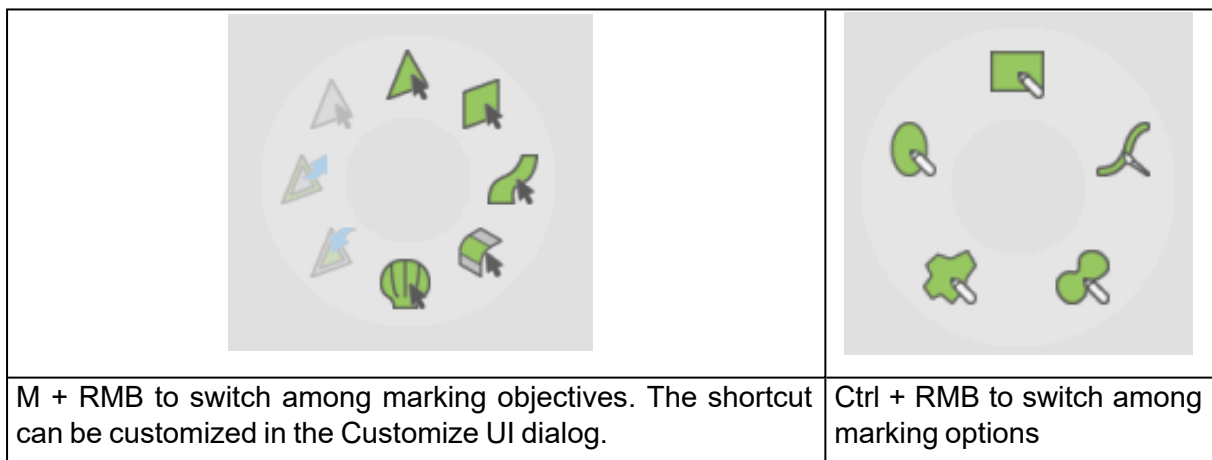 M + RMB to switch among marking objectives. The shortcut
can be customized in the Customize UI dialog.
Ctrl + RMB to switch among
marking options